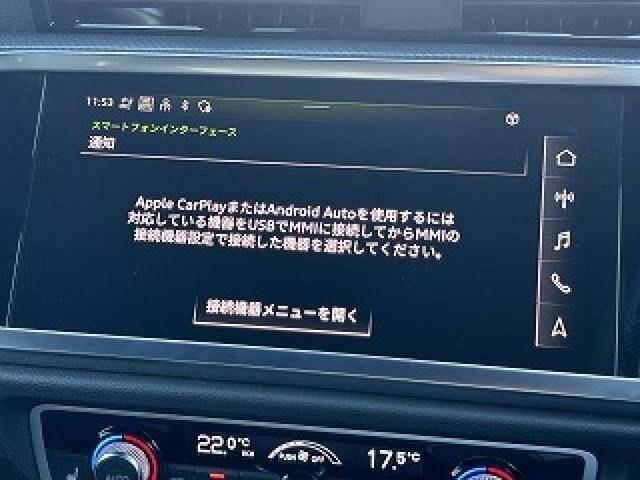 11:53
スマートフォンインターフェース
通知
Apple CarPlayまたはAndroid Autoを使用するには
対応している機器をUSBでMMIに接続してからMMIの
接続機器設定で接続した機器を選択してください。
接続機器メニューを開く
22.0°C
PUSH OFF
17.5°C
AUTO